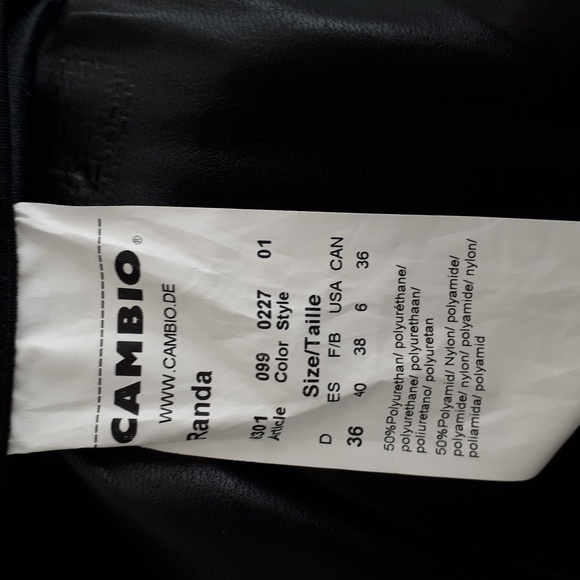 CAMBIO®
WWW.CAMBIO.DE
Randa
099 0227 01
Article Color Style
Size/Taille
D ES F/B USA CAN
36 40 38 6 36
50%Polyurethan/ polyuréthane/
polyurethane/ polyurethaan/
poliuretano/ polyuretan
50%Polyamid/ Nylon/ polyamide/
polyamide/ nylon/ polyamide/ nylon/
poliamida/ polyamid